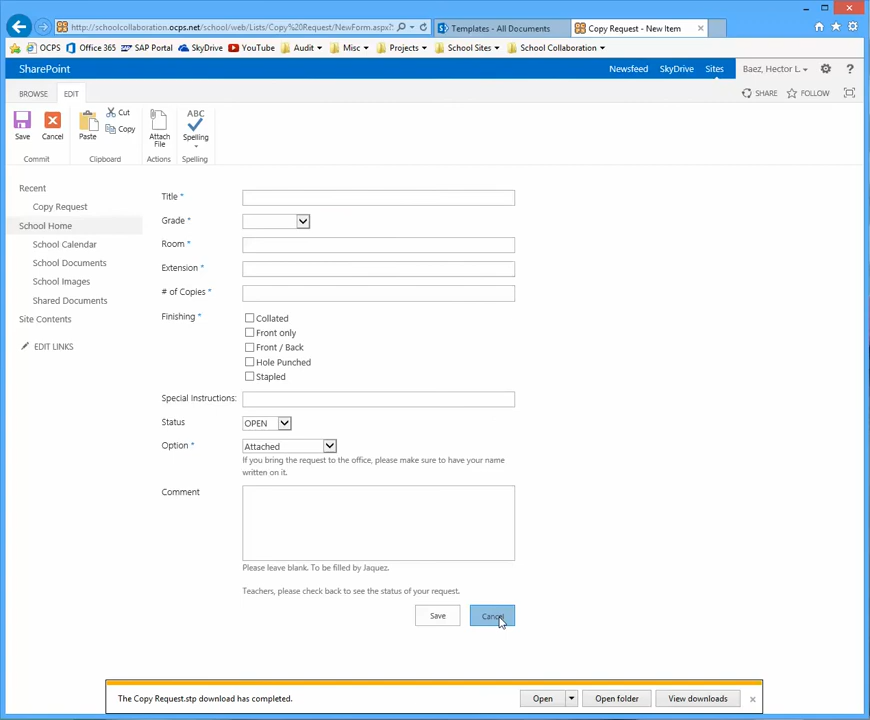 http://schoolcollaboration.ocps.net/school/web/Lists/Copy%20Request/NewForm.aspx?S
Templates - All Documents
Copy Request - New Item
OCPS
Office 365
SAP Portal
SkyDrive
YouTube
Audit
Misc
Projects
School Sites
School Collaboration
SharePoint
Newsfeed
SkyDrive
Sites
Baez, Hector L.
?
BROWSE
EDIT
SHARE
FOLLOW
Save
Cancel
Paste
Cut
Copy
Attach
File
ABC
Spelling
Commit
Clipboard
Actions
Spelling
Recent
Copy Request
School Home
School Calendar
School Documents
School Images
Shared Documents
Site Contents
EDIT LINKS
Title *
Grade *
Room *
Extension *
# of Copies *
Finishing *
Collated
Front only
Front / Back
Hole Punched
Stapled
Special Instructions:
Status
OPEN
Option *
Attached
If you bring the request to the office, please make sure to have your name
written on it.
Comment
Please leave blank. To be filled by Jaquez.
Teachers, please check back to see the status of your request.
Save
Cancel
The Copy Request.stp download has completed.
Open
Open folder
View downloads